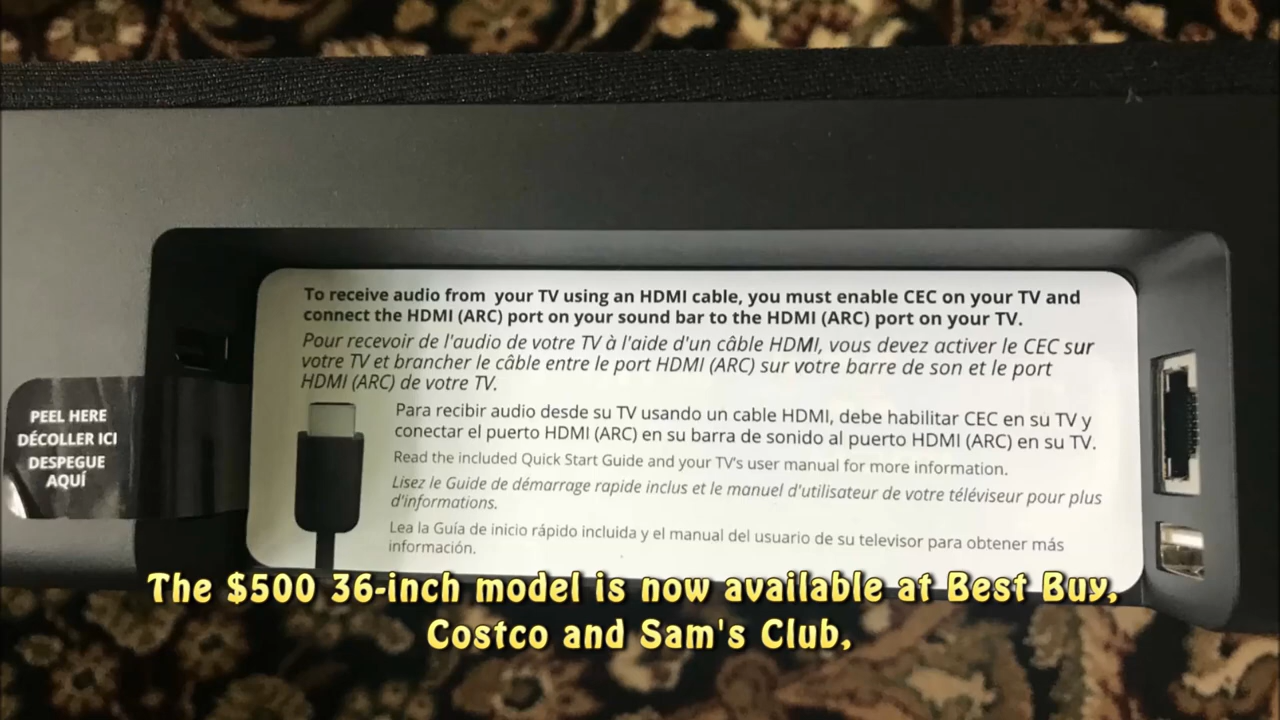 To receive audio from your TV using an HDMI cable, you must enable CEC on your TV and
connect the HDMI (ARC) port on your sound bar to the HDMI (ARC) port on your TV.
Pour recevoir de l'audio de votre TV à l'aide d'un câble HDMI, vous devez activer le CEC sur
votre TV et brancher le câble entre le port HDMI (ARC) sur votre barre de son et le port
HDMI (ARC) de votre TV.
Para recibir audio desde su TV usando un cable HDMI, debe habilitar CEC en su TV y
conectar el puerto HDMI (ARC) en su barra de sonido al puerto HDMI (ARC) en su TV.
Read the included Quick Start Guide and your TV's user manual for more information.
Lisez le Guide de démarrage rapide inclus et le manuel d'utilisateur de votre téléviseur pour plus
d'informations.
Lea la Guía de inicio rápido incluida y el manual del usuario de su televisor para obtener más
información.
PEEL HERE
DÉCOLLER ICI
DESPEGUE
AQUÍ
The $500 36-inch model is now available at Best Buy,
Costco and Sam's Club,